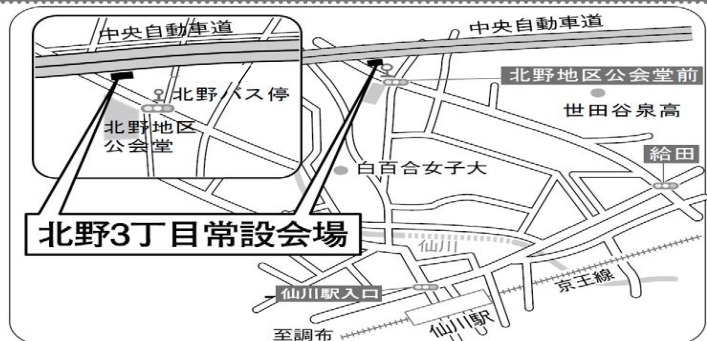 中央自動車道
北野バス停
北野地区
公会堂
中央自動車道
北野地区公会堂前
世田谷泉高
給田
白百合女子大
北野3丁目常設会場
仙川
仙川駅入口
京王線
仙川駅
至調布